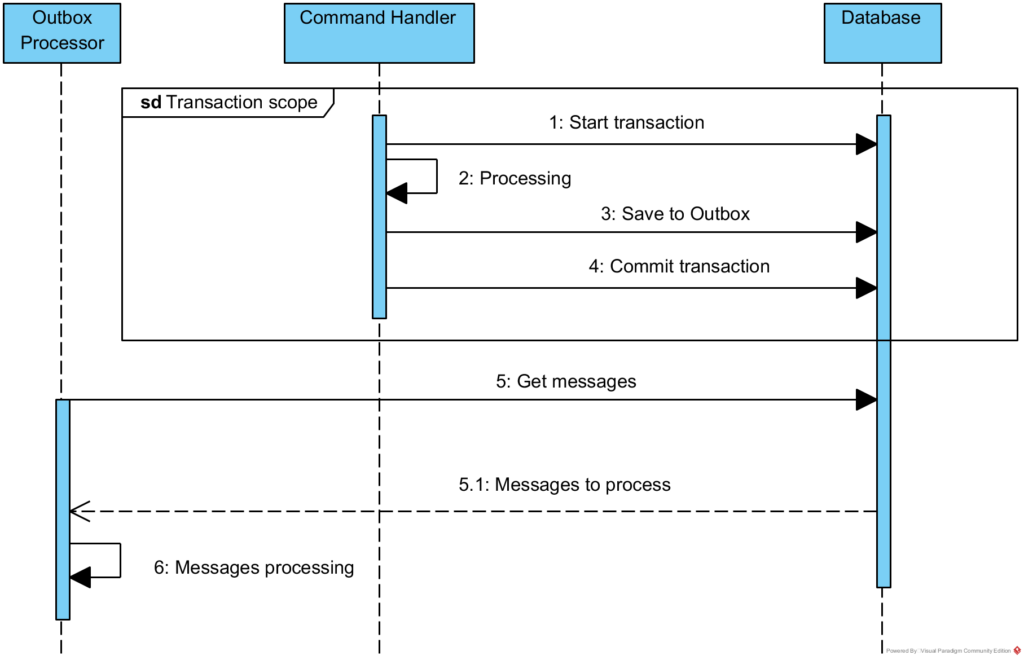 Outbox
Processor
Command Handler
Database
sd Transaction scope
1: Start transaction
2: Processing
3: Save to Outbox
4: Commit transaction
5: Get messages
5.1: Messages to process
6: Messages processing
Powered By: Visual Paradigm Community Edition